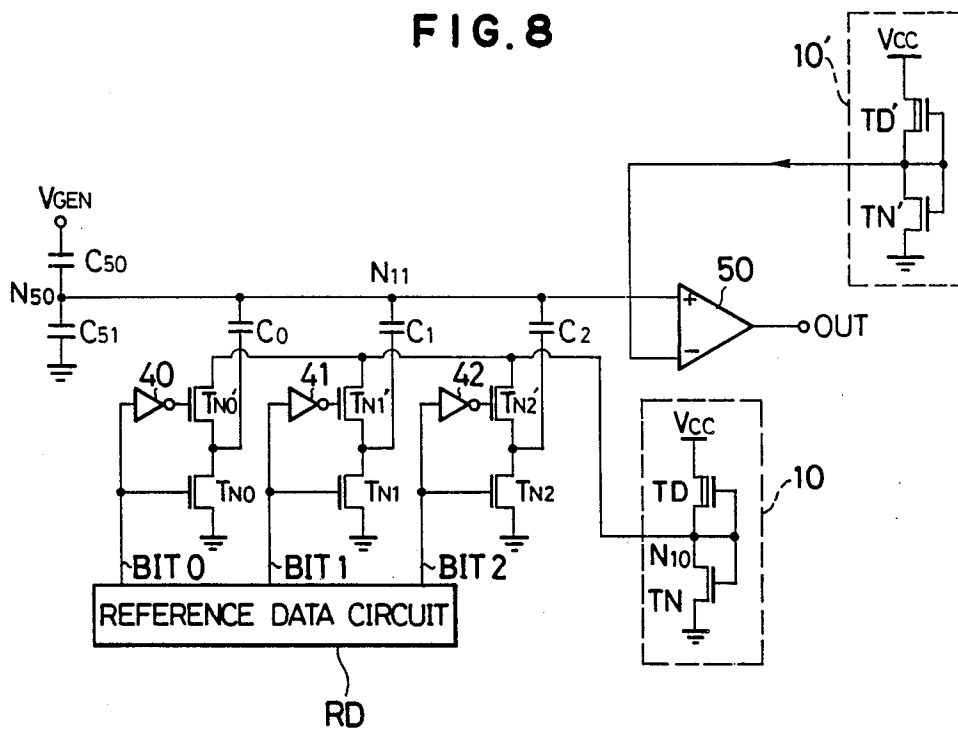 FIG. 8
10'
VCC
TD'
TN'
VGEN
C50
N50
C51
N11
C0
C1
C2
50
+
−
OUT
40
41
42
TN0'
TN1'
TN2'
TN0
TN1
TN2
VCC
TD
10
N10
TN
BIT 0
BIT 1
BIT 2
REFERENCE DATA CIRCUIT
RD